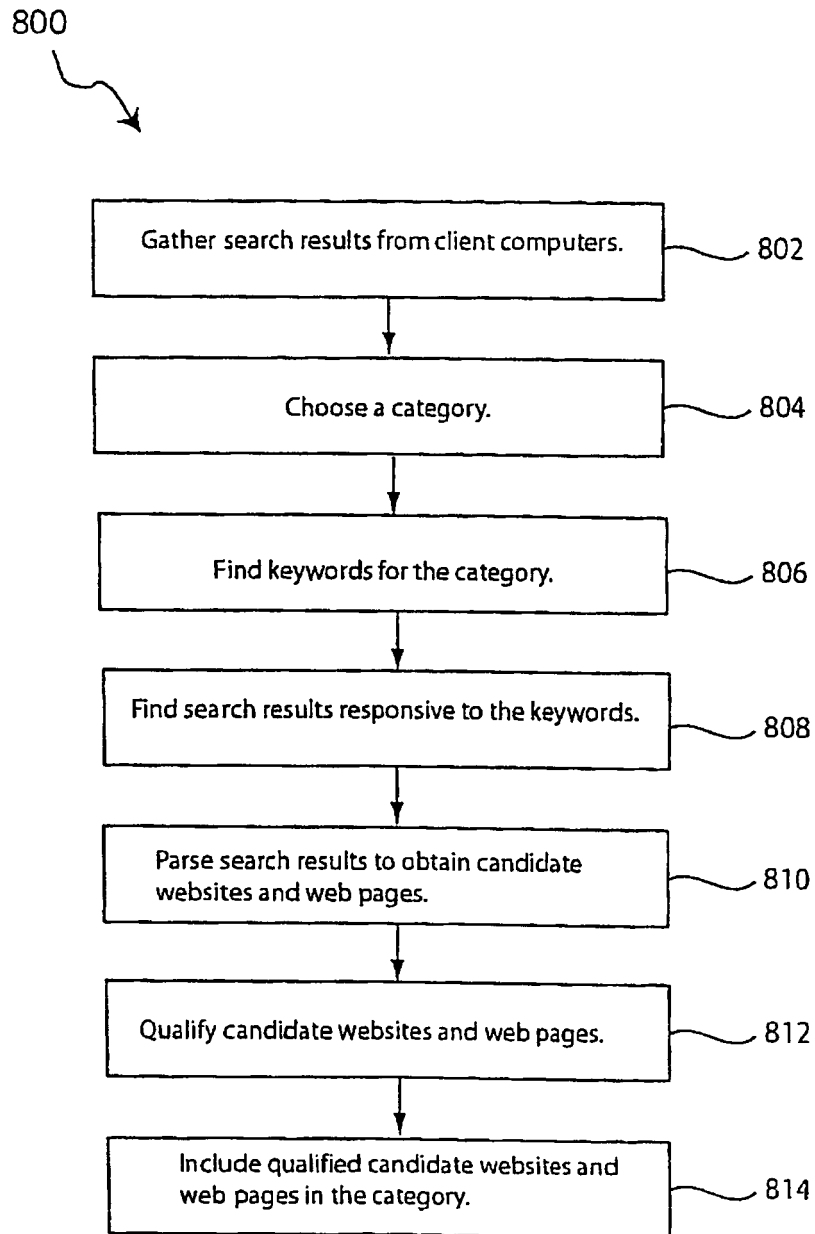 800
Gather search results from client computers.
802
Choose a category.
804
Find keywords for the category.
806
Find search results responsive to the keywords.
808
Parse search results to obtain candidate
websites and web pages.
810
Qualify candidate websites and web pages.
812
Include qualified candidate websites and
web pages in the category.
814